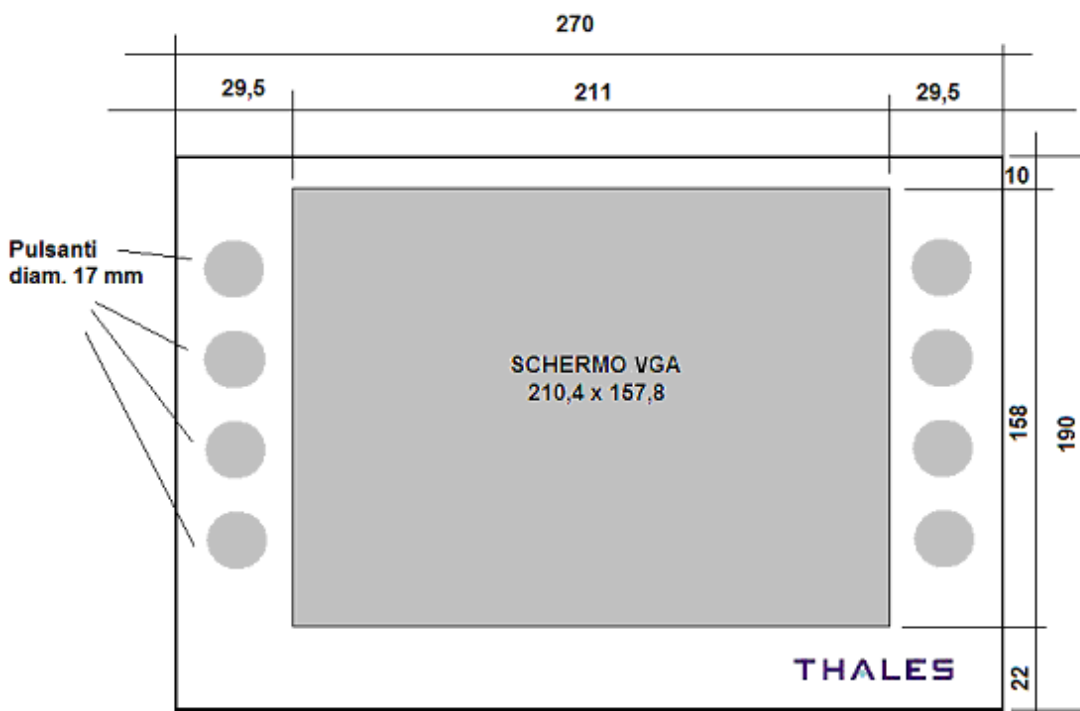 270
29,5
211
29,5
10
Pulsanti
diam. 17 mm
SCHERMO VGA
210,4 x 157,8
158
190
THALES
22